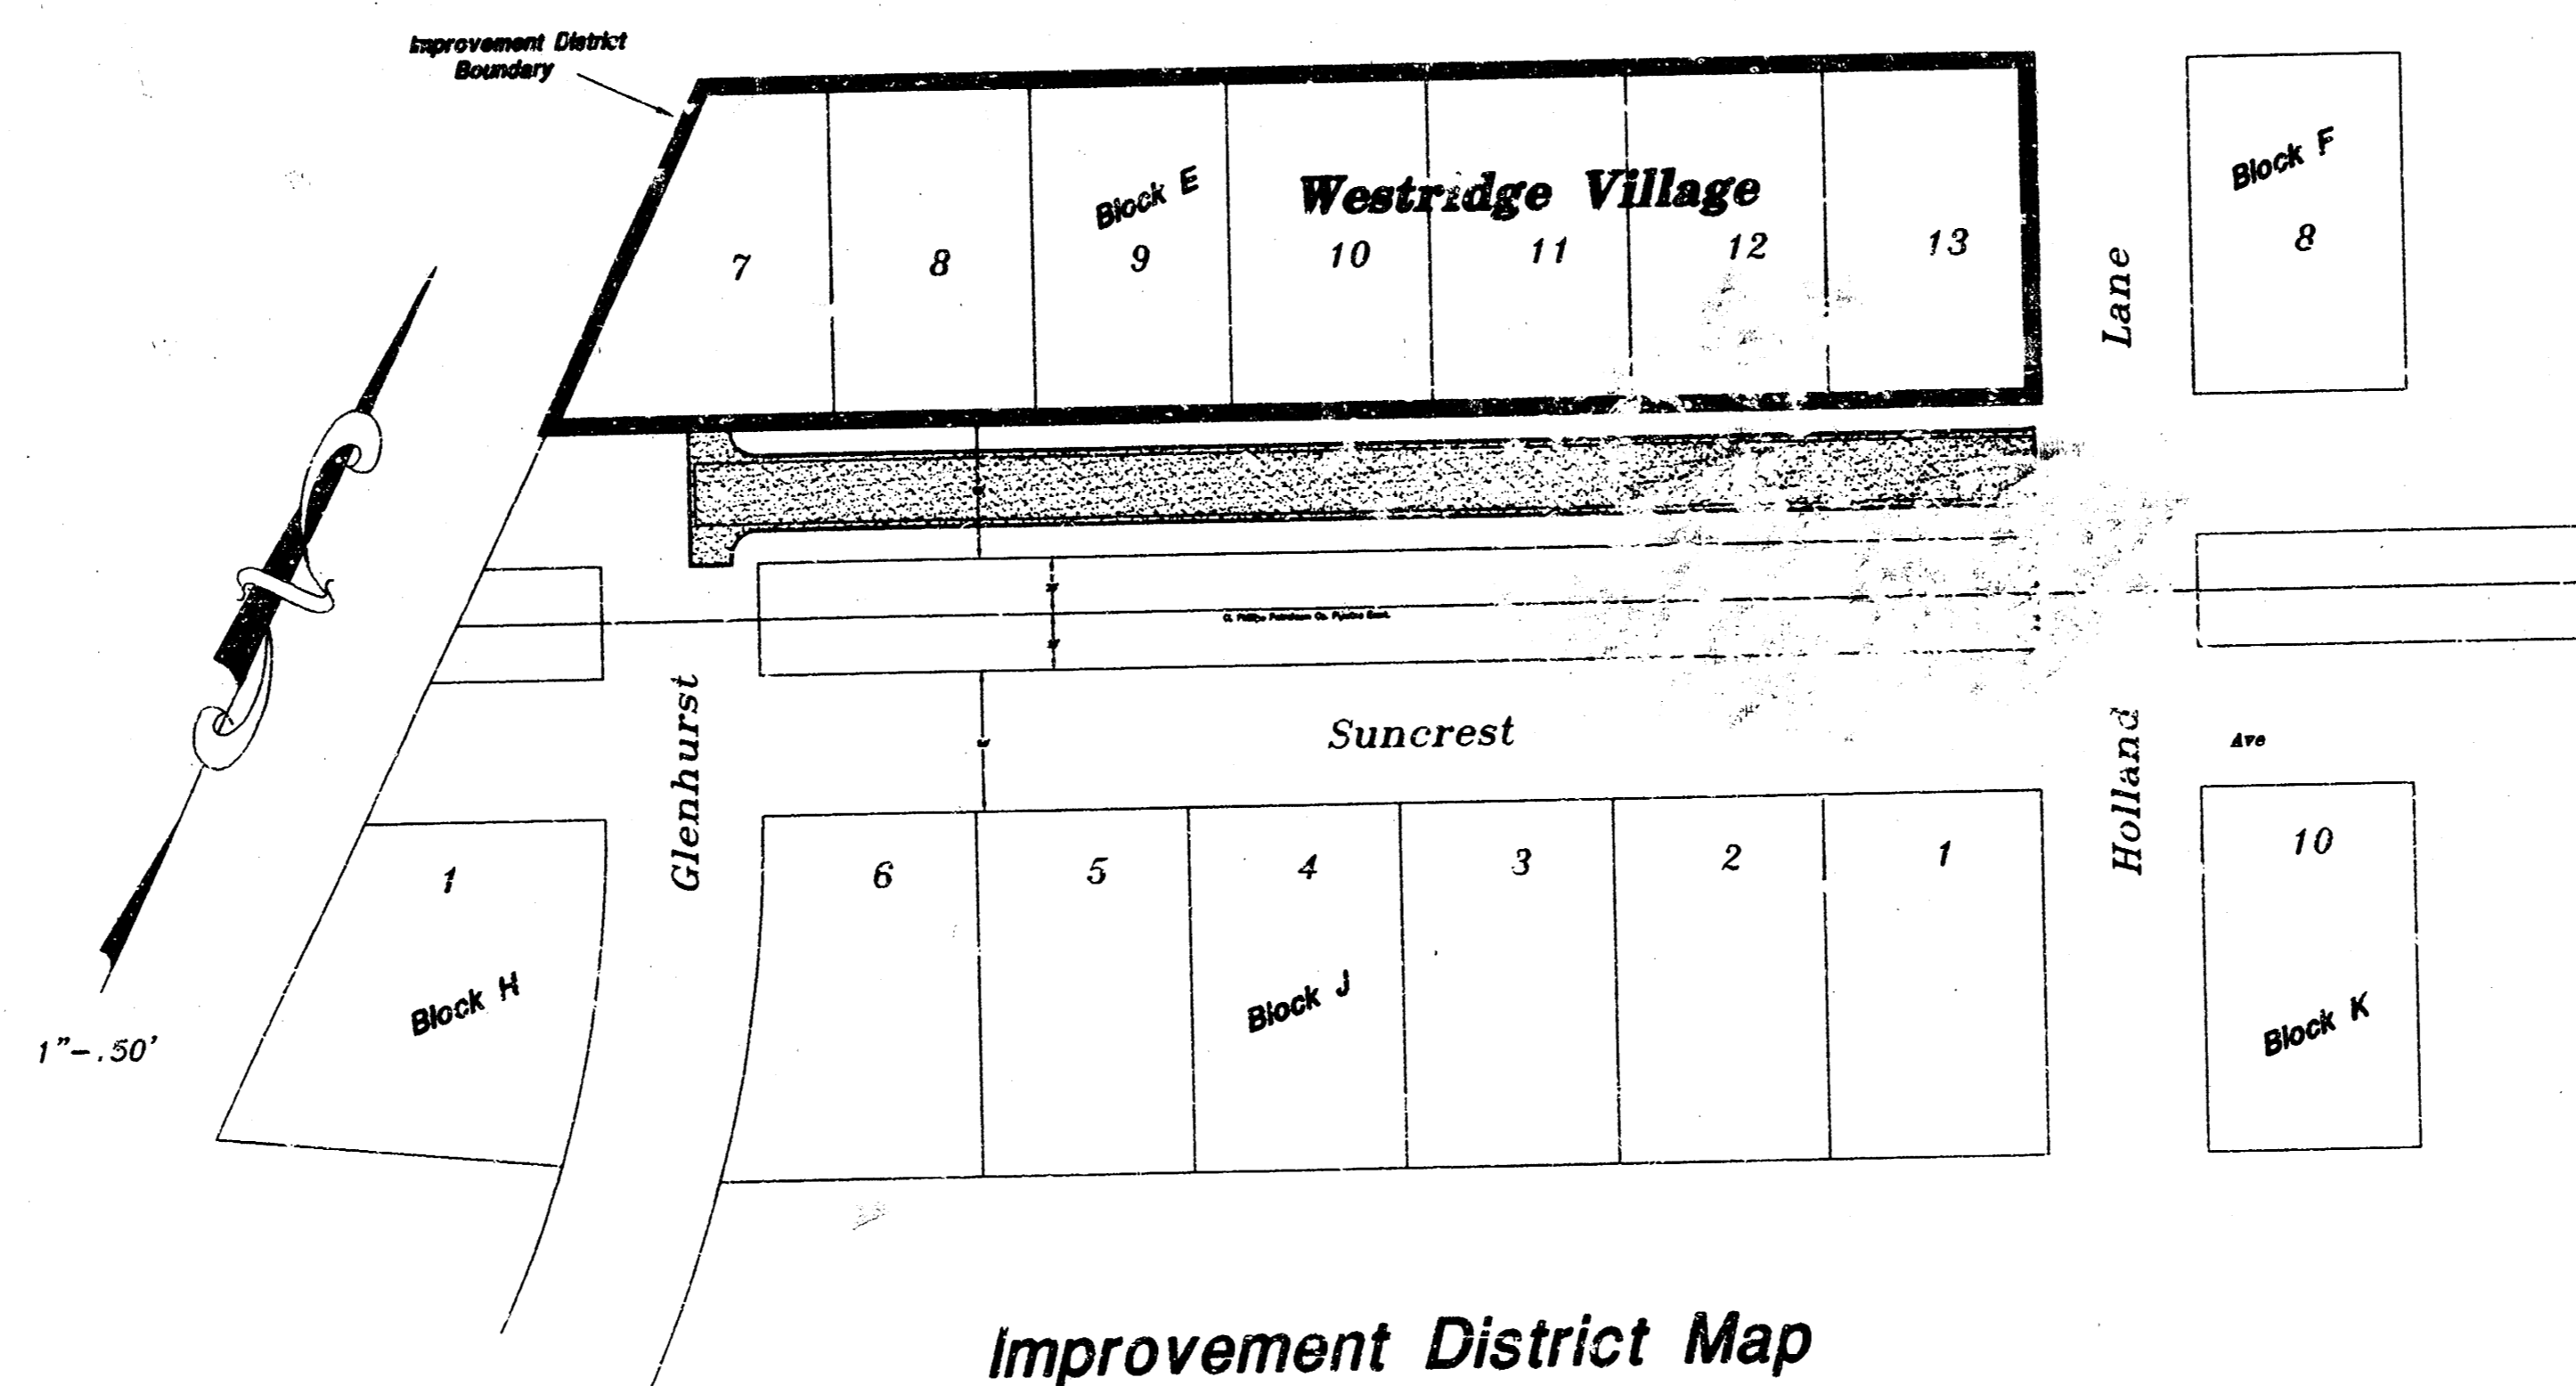 Improvement District
Boundary
Westridge Village
Block E
7
8
9
10
11
12
13
Block F
8
Lane
Suncrest
Ave
Glenhurst
Holland
1
Block H
6
5
4
3
2
1
Block J
10
Block K
1"-.50'
Improvement District Map